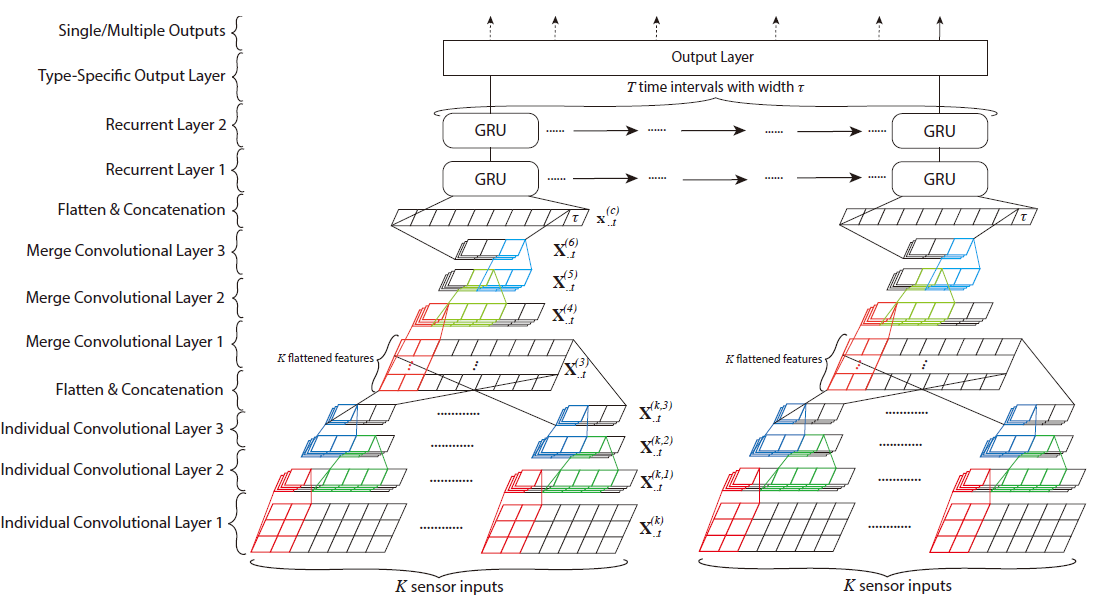 Single/Multiple Outputs
Type-Specific Output Layer
Recurrent Layer 2
Recurrent Layer 1
Flatten & Concatenation
Merge Convolutional Layer 3
Merge Convolutional Layer 2
Merge Convolutional Layer 1
Flatten & Concatenation
Individual Convolutional Layer 3
Individual Convolutional Layer 2
Individual Convolutional Layer 1
Output Layer
T time intervals with width τ
GRU ...... ...... ...... ...... GRU
GRU ...... ...... ...... ...... GRU
τ x..t(c)
X..t(6)
X..t(5)
X..t(4)
K flattened features
X..t(3)
X..t(k,3)
X..t(k,2)
X..t(k,1)
X..t(k)
K sensor inputs
τ
K flattened features
K sensor inputs